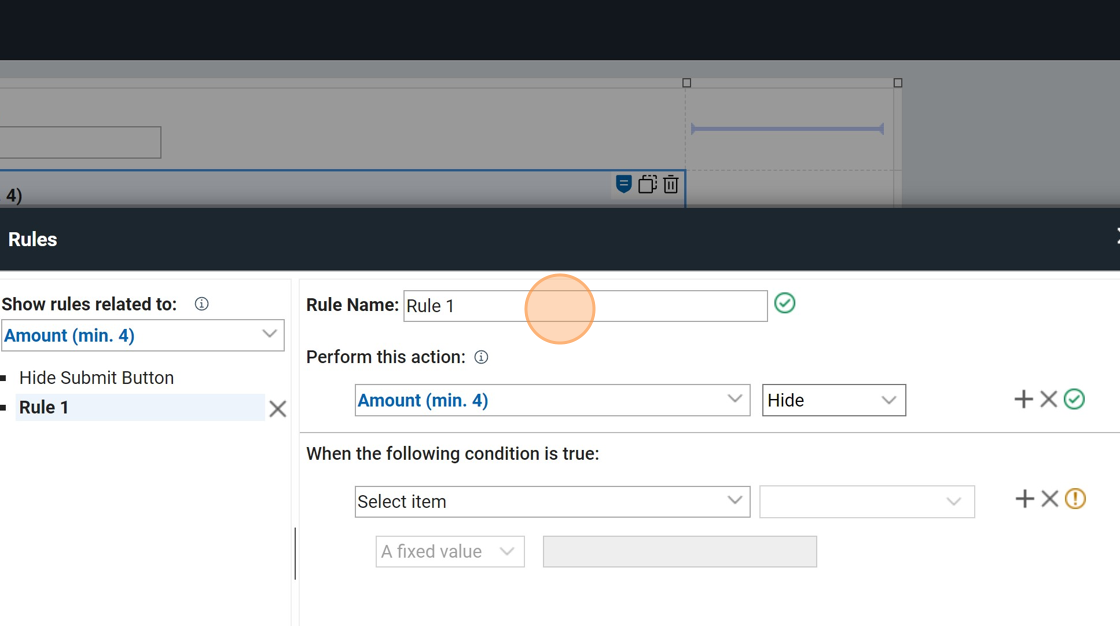 4)
Rules
Show rules related to:
Amount (min. 4)
Hide Submit Button
Rule 1
Rule Name: Rule 1
Perform this action:
Amount (min. 4) Hide
When the following condition is true:
Select item
A fixed value